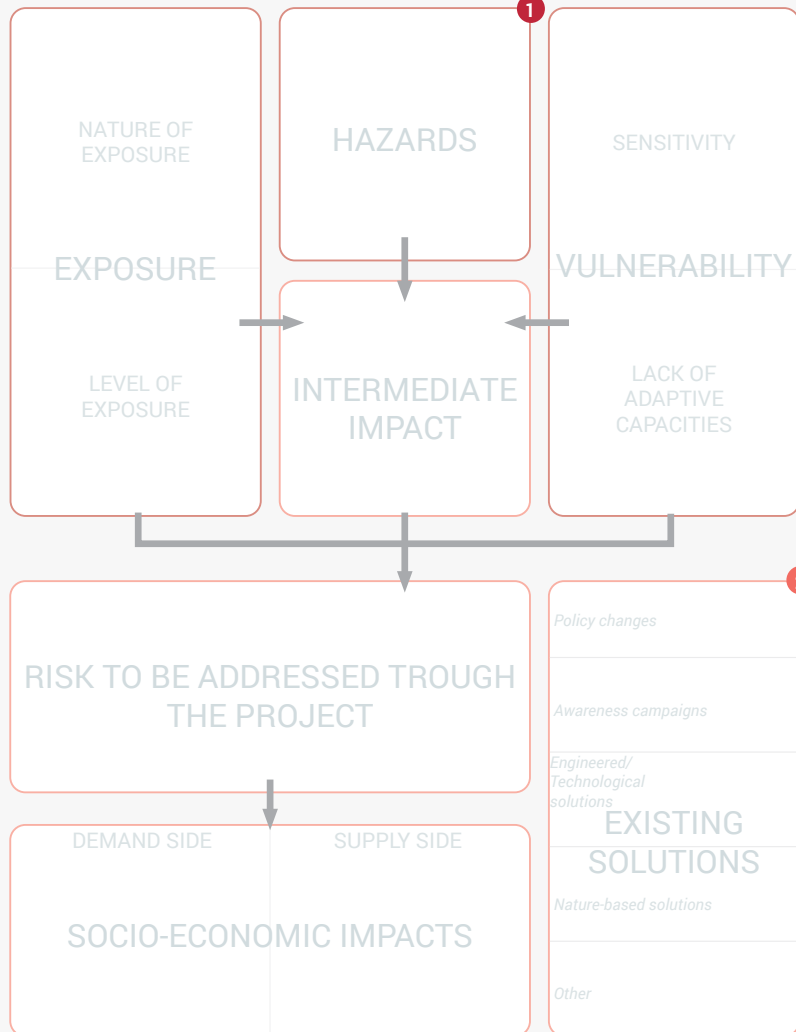 1
NATURE OF
EXPOSURE
HAZARDS
SENSITIVITY
EXPOSURE
VULNERABILITY
LEVEL OF
EXPOSURE
INTERMEDIATE
IMPACT
LACK OF
ADAPTIVE
CAPACITIES
RISK TO BE ADDRESSED TROUGH
THE PROJECT
Policy changes
Awareness campaigns
Engineered/
Technological
solutions
EXISTING
SOLUTIONS
Nature-based solutions
Other
DEMAND SIDE
SUPPLY SIDE
SOCIO-ECONOMIC IMPACTS